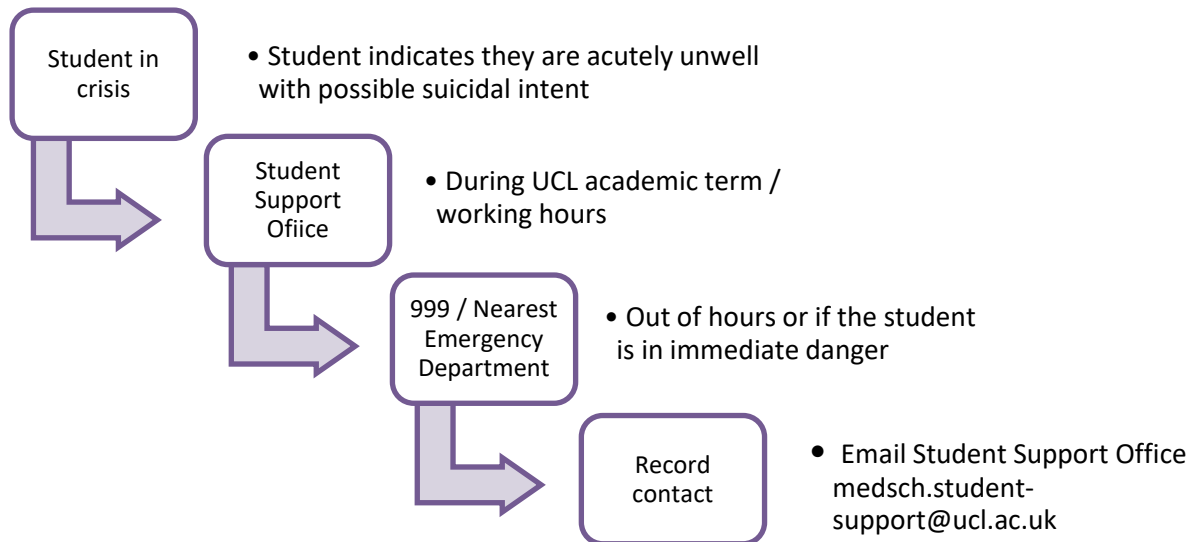 Student in
crisis
• Student indicates they are acutely unwell
with possible suicidal intent
Student
Support
Ofiice
• During UCL academic term /
working hours
999 / Nearest
Emergency
Department
• Out of hours or if the student
is in immediate danger
Record
contact
• Email Student Support Office
medsch.student-
support@ucl.ac.uk